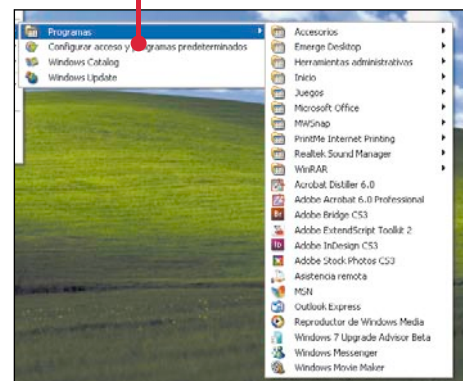 Programas
Configurar acceso y programas predeterminados
Windows Catalog
Windows Update
Accesorios
Emerge Desktop
Herramientas administrativas
Inicio
Juegos
Microsoft Office
MWSnap
PrintMe Internet Printing
Realtek Sound Manager
WinRAR
Acrobat Distiller 6.0
Adobe Acrobat 6.0 Professional
Adobe Bridge CS3
Adobe ExtendScript Toolkit 2
Adobe InDesign CS3
Adobe Stock Photos CS3
Asistencia remota
MSN
Outlook Express
Reproductor de Windows Media
Windows 7 Upgrade Advisor Beta
Windows Messenger
Windows Movie Maker